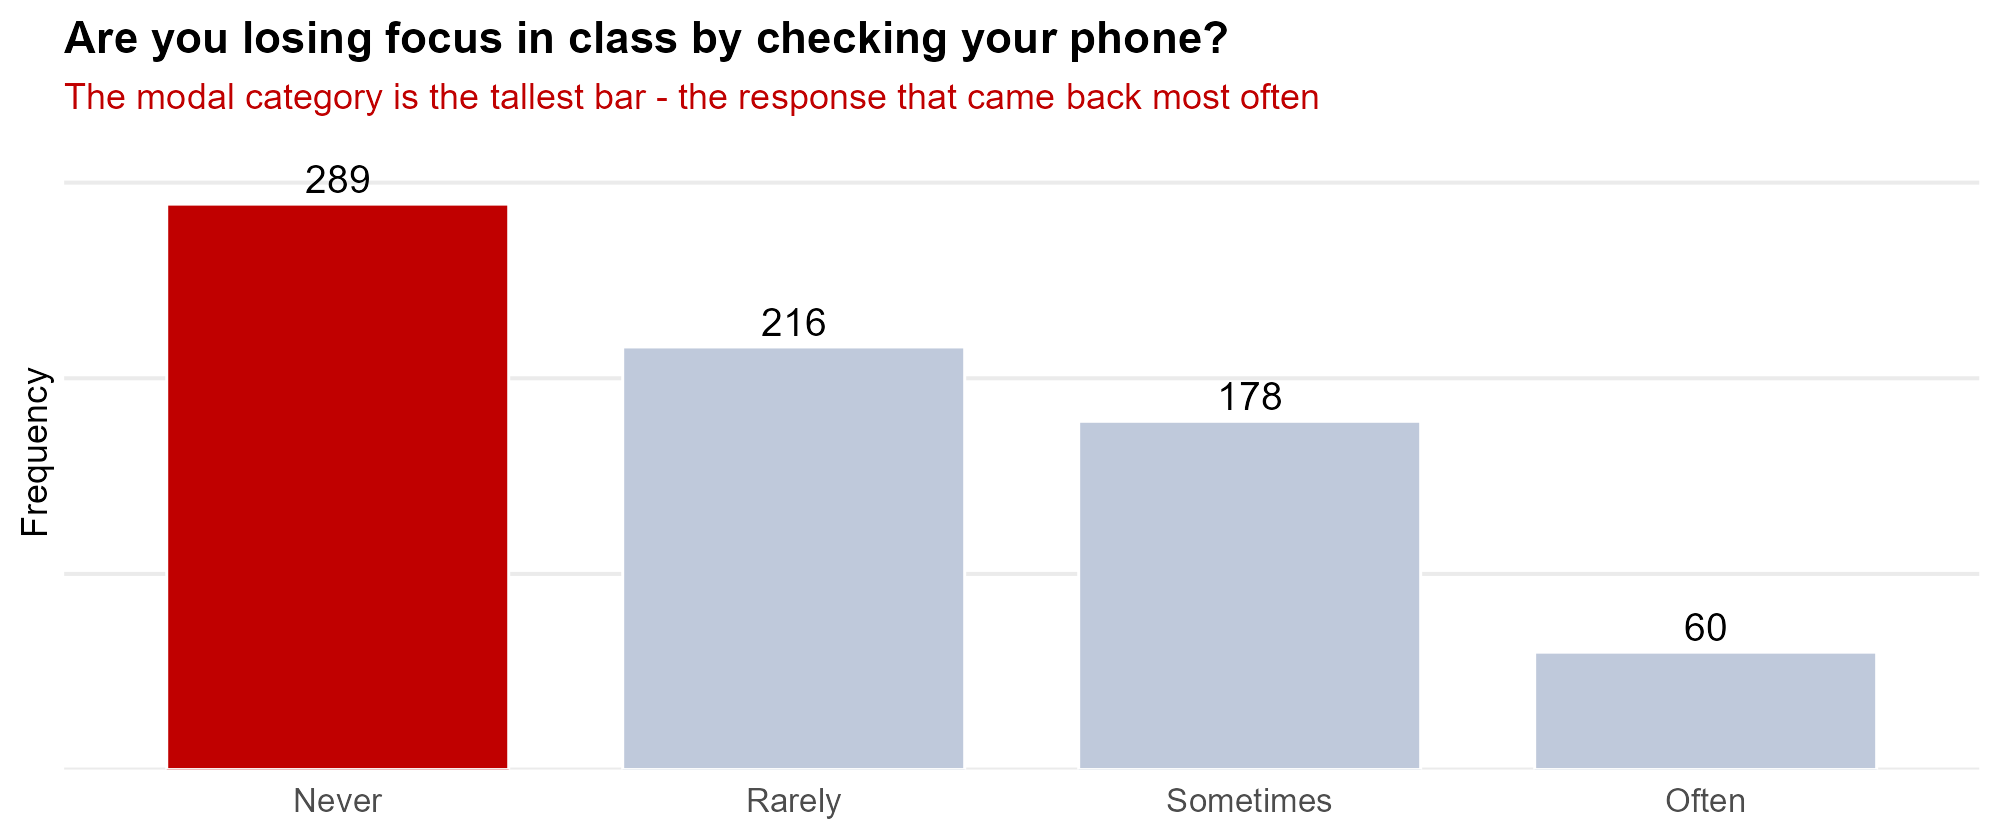 Are you losing focus in class by checking your phone?
The modal category is the tallest bar - the response that came back most often
Frequency
289
216
178
60
Never
Rarely
Sometimes
Often